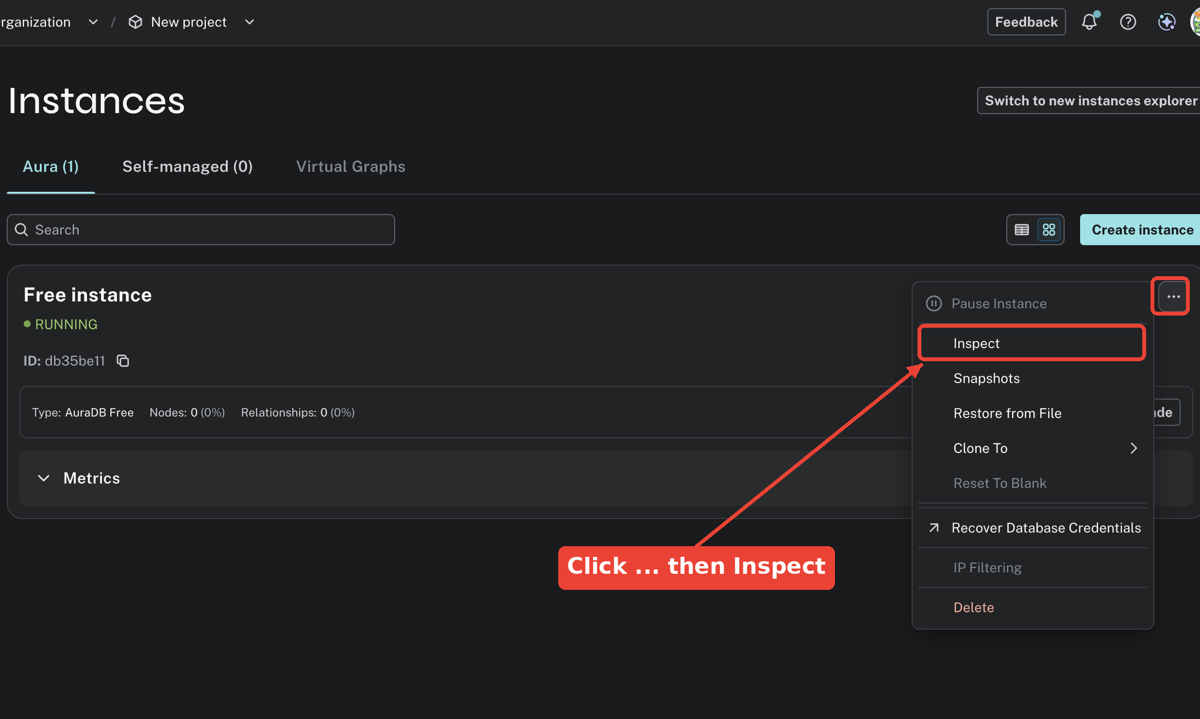 rganization / New project
Feedback
Instances
Switch to new instances explorer
Aura (1) Self-managed (0) Virtual Graphs
Search
Create instance
Free instance
RUNNING
ID: db35be11
Type: AuraDB Free Nodes: 0 (0%) Relationships: 0 (0%)
de
Metrics
...
Pause Instance
Inspect
Snapshots
Restore from File
Clone To
Reset To Blank
Recover Database Credentials
IP Filtering
Delete
Click ... then Inspect